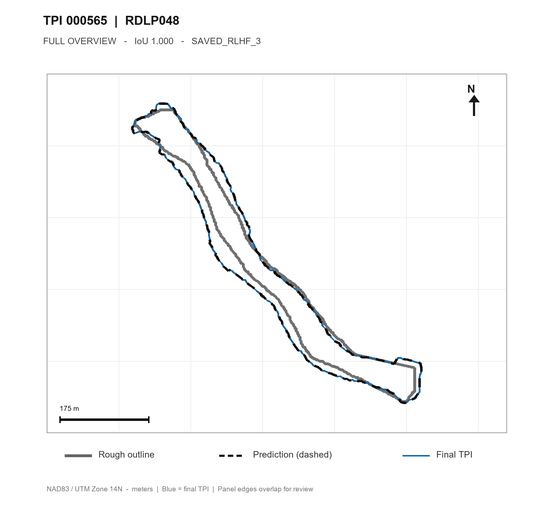 TPI 000565 | RDLP048
FULL OVERVIEW - IoU 1.000 - SAVED_RLHF_3
N
175 m
Rough outline
Prediction (dashed)
Final TPI
NAD83 / UTM Zone 14N - meters | Blue = final TPI | Panel edges overlap for review